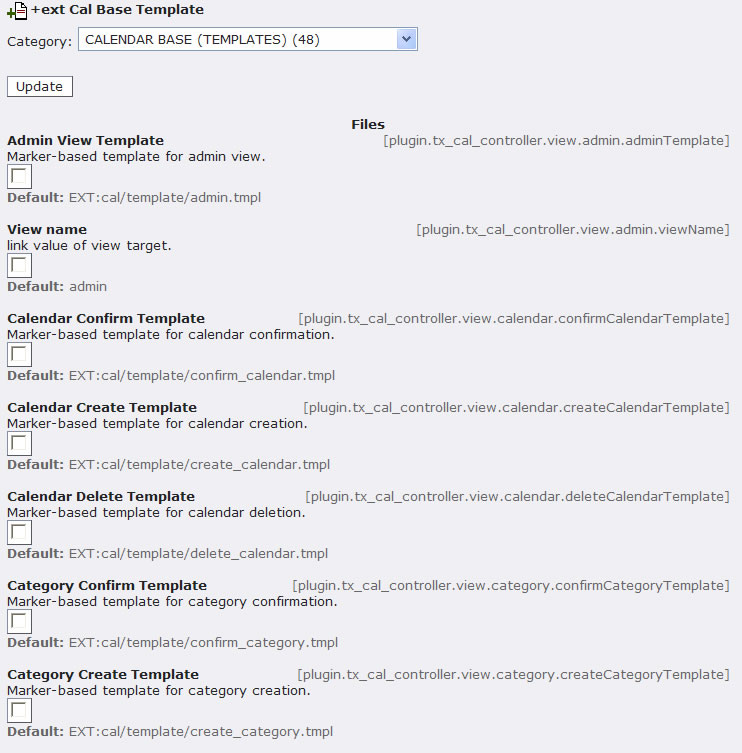 +ext Cal Base Template
Category: CALENDAR BASE (TEMPLATES) (48)
Update
Files
Admin View Template [plugin.tx_cal_controller.view.admin.adminTemplate]
Marker-based template for admin view.
Default: EXT:cal/template/admin.tmpl
View name [plugin.tx_cal_controller.view.admin.viewName]
link value of view target.
Default: admin
Calendar Confirm Template [plugin.tx_cal_controller.view.calendar.confirmCalendarTemplate]
Marker-based template for calendar confirmation.
Default: EXT:cal/template/confirm_calendar.tmpl
Calendar Create Template [plugin.tx_cal_controller.view.calendar.createCalendarTemplate]
Marker-based template for calendar creation.
Default: EXT:cal/template/create_calendar.tmpl
Calendar Delete Template [plugin.tx_cal_controller.view.calendar.deleteCalendarTemplate]
Marker-based template for calendar deletion.
Default: EXT:cal/template/delete_calendar.tmpl
Category Confirm Template [plugin.tx_cal_controller.view.category.confirmCategoryTemplate]
Marker-based template for category confirmation.
Default: EXT:cal/template/confirm_category.tmpl
Category Create Template [plugin.tx_cal_controller.view.category.createCategoryTemplate]
Marker-based template for category creation.
Default: EXT:cal/template/create_category.tmpl